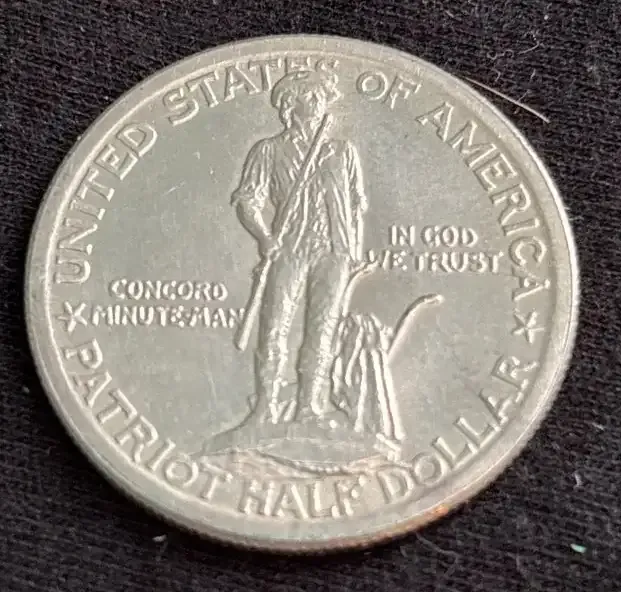 UNITED STATES OF AMERICA
IN GOD
WE TRUST
CONCORD
MINUTE-MAN
PATRIOT HALF DOLLAR